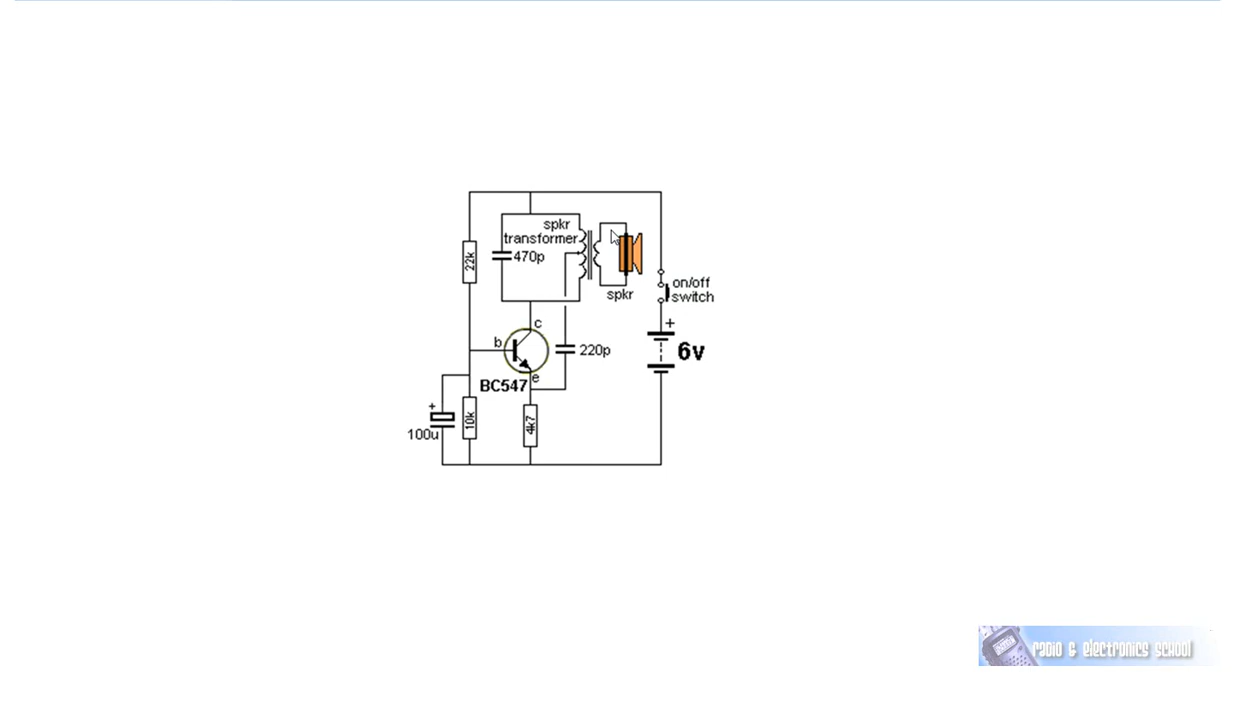 spkr
transformer
470p
22k
spkr
on/off
switch
+
6v
c
b
220p
e
BC547
+
100u
10k
4k7
radio & electronics school